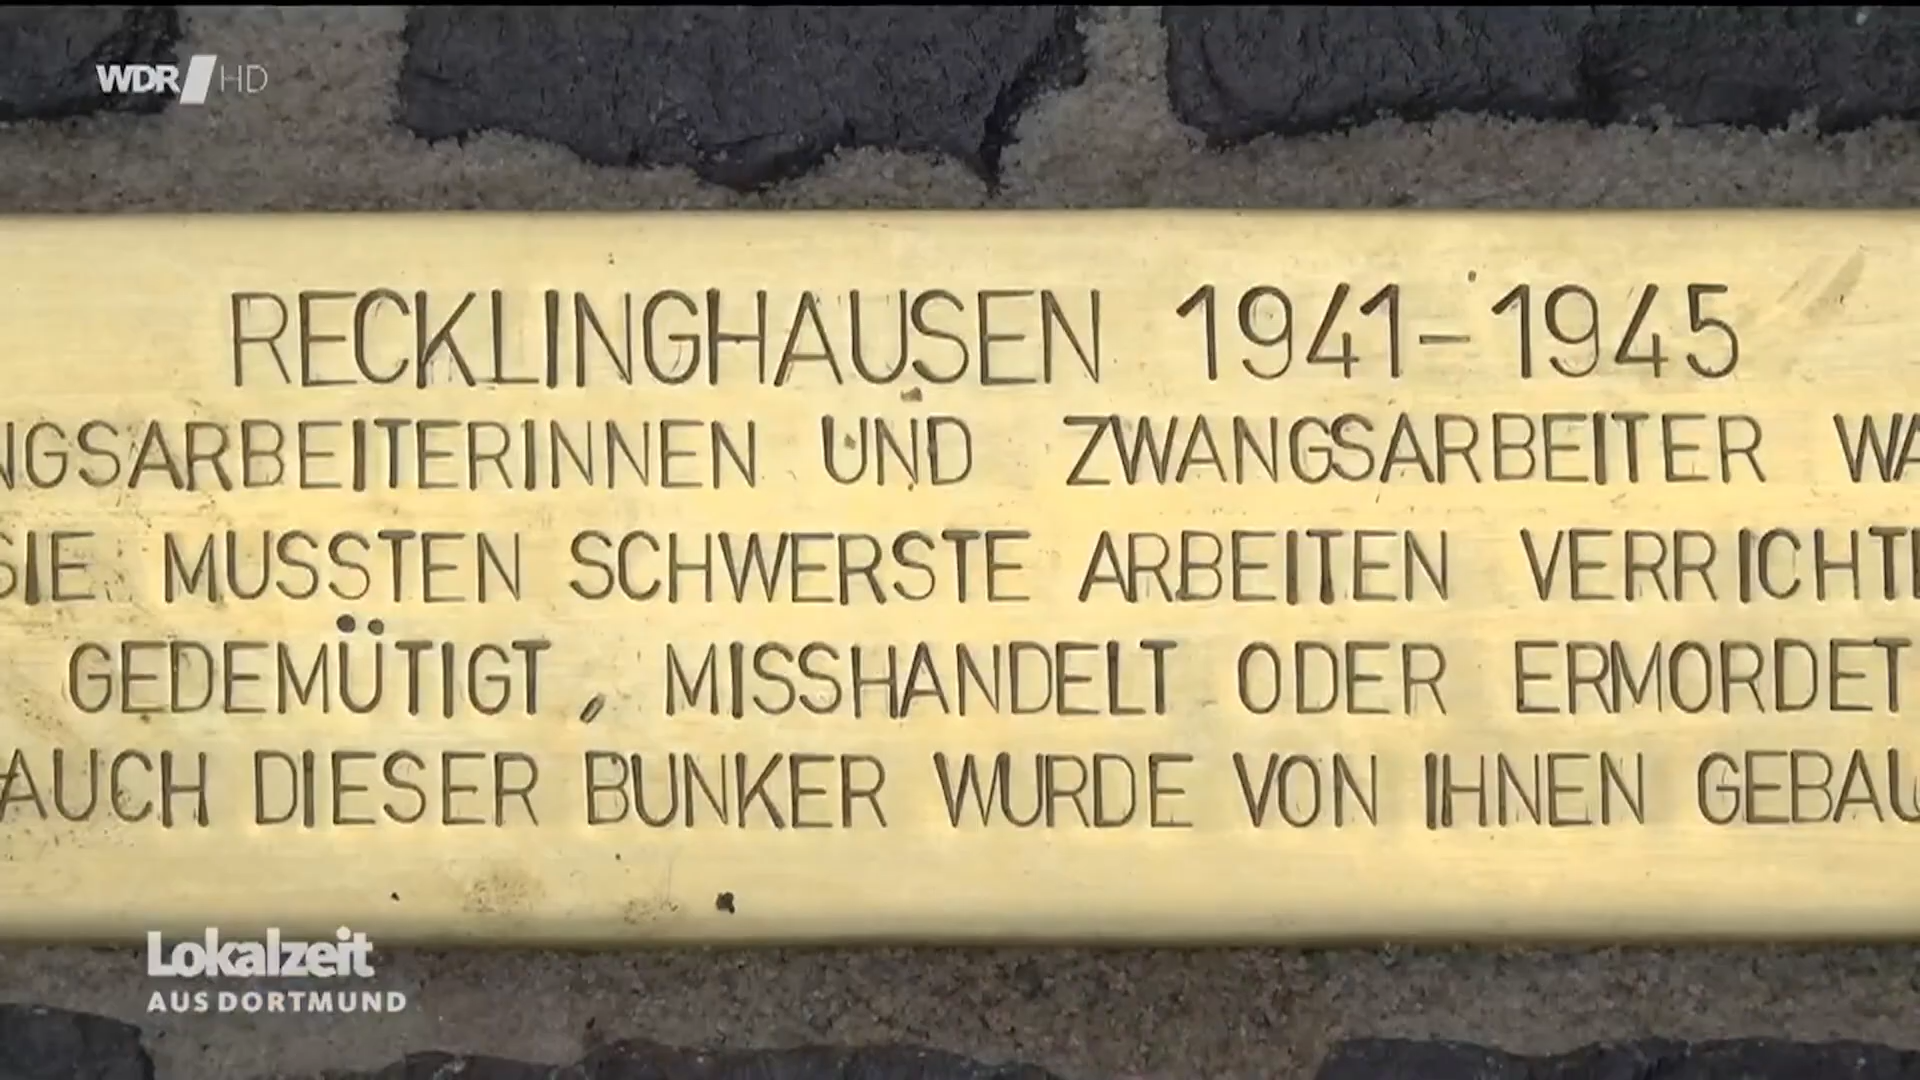 WDR HD
RECKLINGHAUSEN 1941-1945
NGSARBEITERINNEN UND ZWANGSARBEITER WA
SIE MUSSTEN SCHWERSTE ARBEITEN VERRICHTE
GEDEMÜTIGT, MISSHANDELT ODER ERMORDET
AUCH DIESER BUNKER WURDE VON IHNEN GEBAU
Lokalzeit
AUS DORTMUND